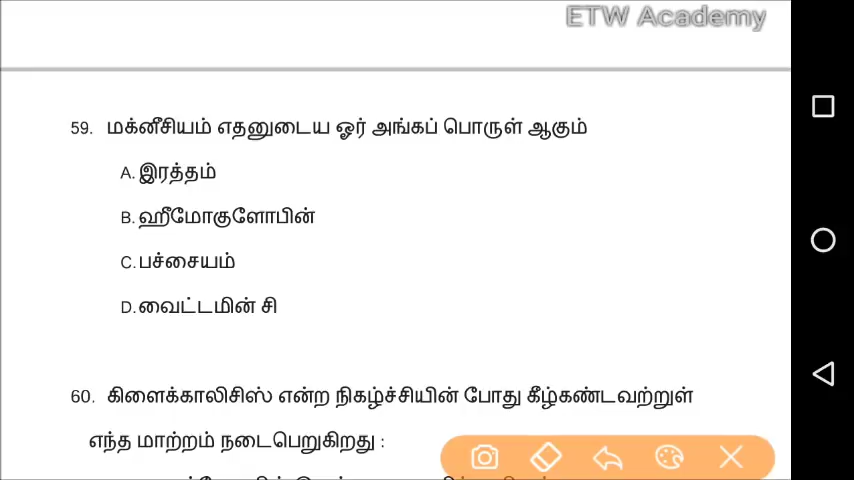 ETW Academy
59. மக்னீசியம் எதனுடைய ஓர் அங்கப் பொருள் ஆகும்
A. இரத்தம்
B. ஹீமோகுளோபின்
C. பச்சையம்
D. வைட்டமின் சி
60. கிளைக்காலிசிஸ் என்ற நிகழ்ச்சியின் போது கீழ்கண்டவற்றுள்
எந்த மாற்றம் நடைபெறுகிறது :